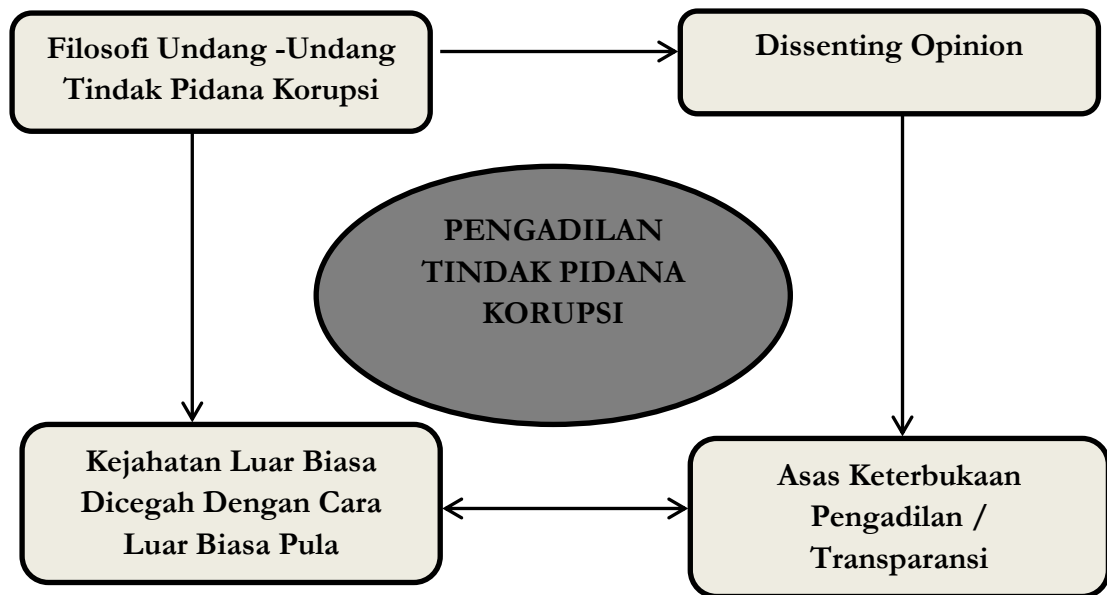 Filosofi Undang -Undang
Tindak Pidana Korupsi
Dissenting Opinion
PENGADILAN
TINDAK PIDANA
KORUPSI
Kejahatan Luar Biasa
Dicegah Dengan Cara
Luar Biasa Pula
Asas Keterbukaan
Pengadilan /
Transparansi